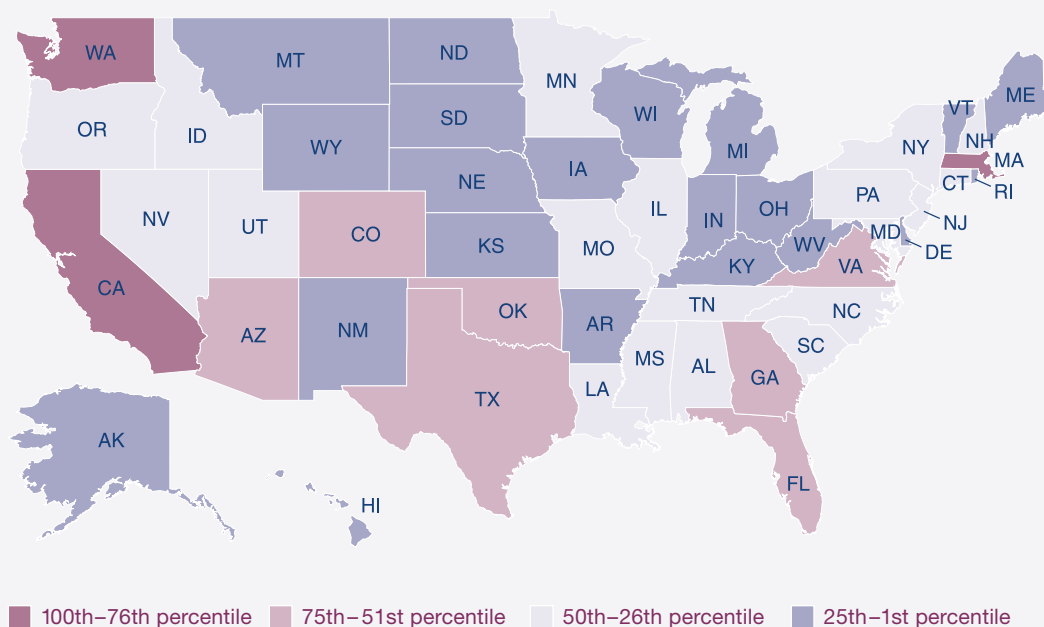 WA
MT
ND
MN
OR
ID
SD
WI
MI
VT
ME
NH
NY
MA
WY
NE
IA
CT
RI
NV
UT
CO
KS
IL
IN
OH
PA
NJ
MO
WV
MD
DE
KY
VA
CA
AZ
NM
OK
AR
TN
NC
SC
TX
LA
MS
AL
GA
FL
AK
HI
100th–76th percentile
75th–51st percentile
50th–26th percentile
25th–1st percentile